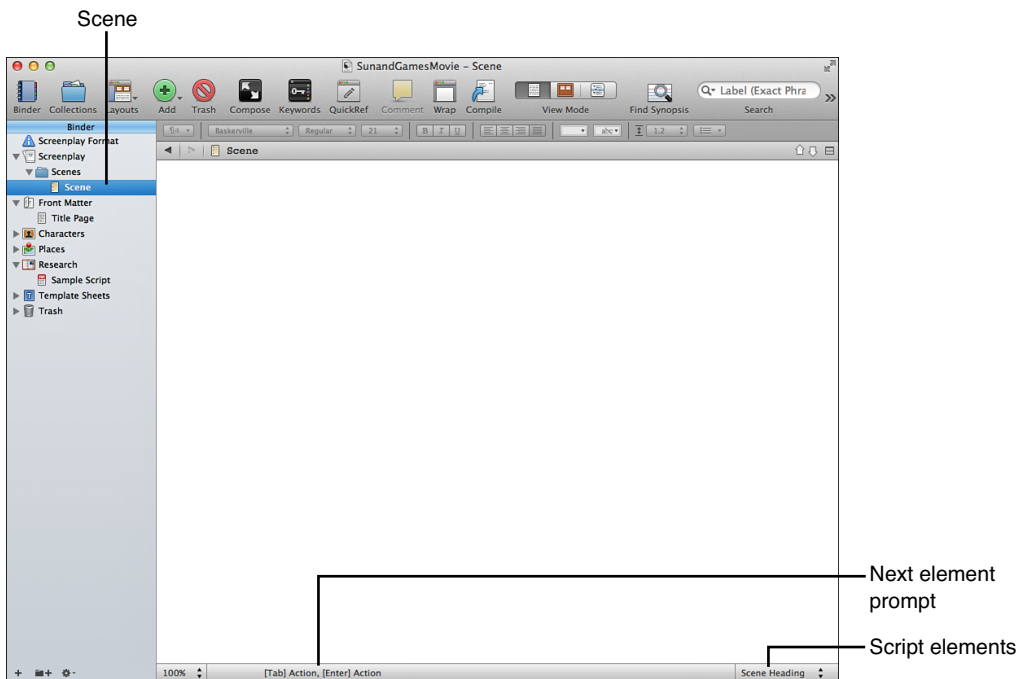 Scene
SunandGamesMovie – Scene
Binder Collections Layouts Add Trash Compose Keywords QuickRef Comment Wrap Compile View Mode Find Synopsis Search
Label (Exact Phra
Binder
¶a Baskerville Regular 21 B I U abc 1.2
Scene
Screenplay Format
Screenplay
Scenes
Scene
Front Matter
Title Page
Characters
Places
Research
Sample Script
Template Sheets
Trash
Next element
prompt
Script elements
100% [Tab] Action, [Enter] Action Scene Heading